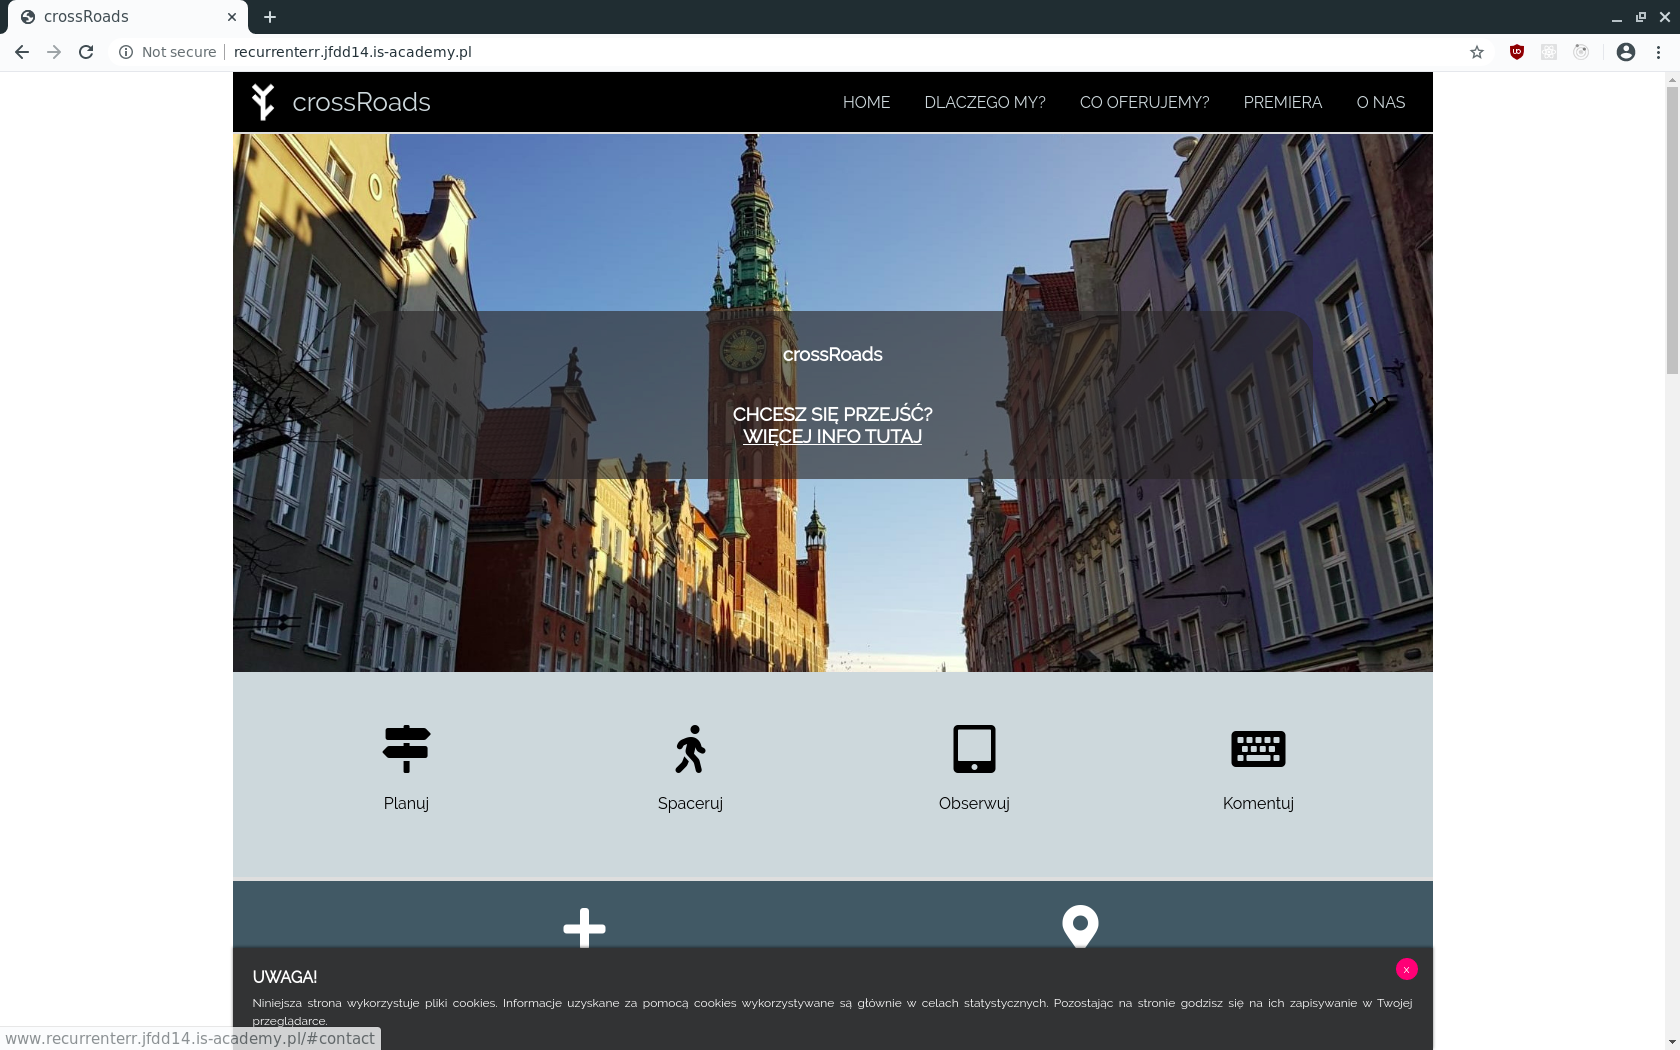 crossRoads
Not secure
recurrenterr.jfdd14.is-academy.pl
crossRoads
HOME
DLACZEGO MY?
CO OFERUJEMY?
PREMIERA
O NAS
crossRoads
CHCESZ SIĘ PRZEJŚĆ?
WIĘCEJ INFO TUTAJ
Planuj
Spaceruj
Obserwuj
Komentuj
UWAGA!
x
Niniejsza strona wykorzystuje pliki cookies. Informacje uzyskane za pomocą cookies wykorzystywane są głównie w celach statystycznych. Pozostając na stronie godzisz się na ich zapisywanie w Twojej
przeglądarce.
www.recurrenterr.jfdd14.is-academy.pl/#contact